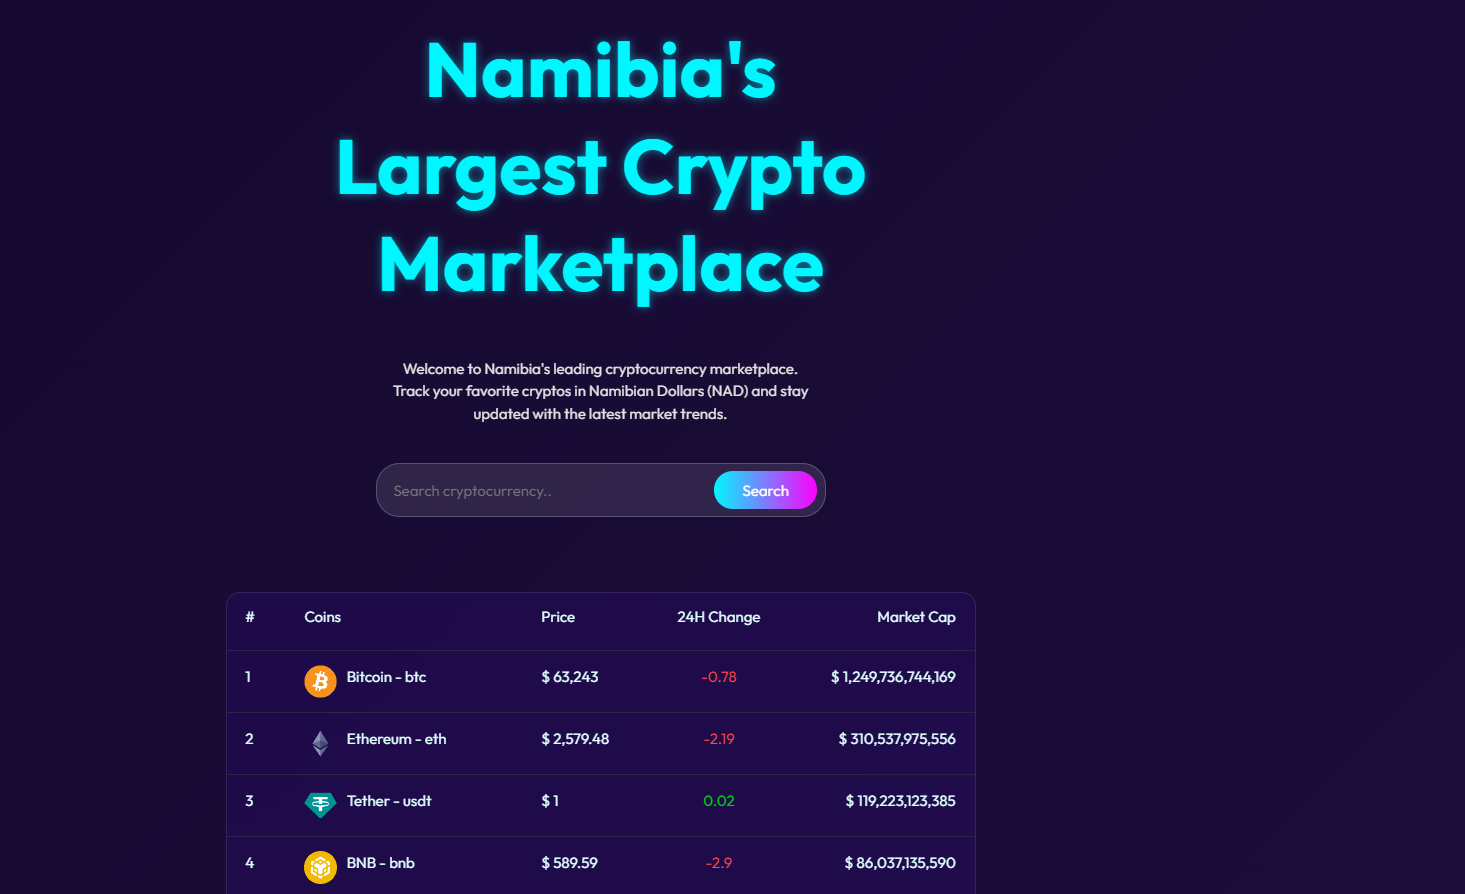 Namibia's
Largest Crypto
Marketplace
Welcome to Namibia's leading cryptocurrency marketplace.
Track your favorite cryptos in Namibian Dollars (NAD) and stay
updated with the latest market trends.
Search cryptocurrency.. Search
# Coins Price 24H Change Market Cap
1 Bitcoin - btc $ 63,243 -0.78 $ 1,249,736,744,169
2 Ethereum - eth $ 2,579.48 -2.19 $ 310,537,975,556
3 Tether - usdt $ 1 0.02 $ 119,223,123,385
4 BNB - bnb $ 589.59 -2.9 $ 86,037,135,590